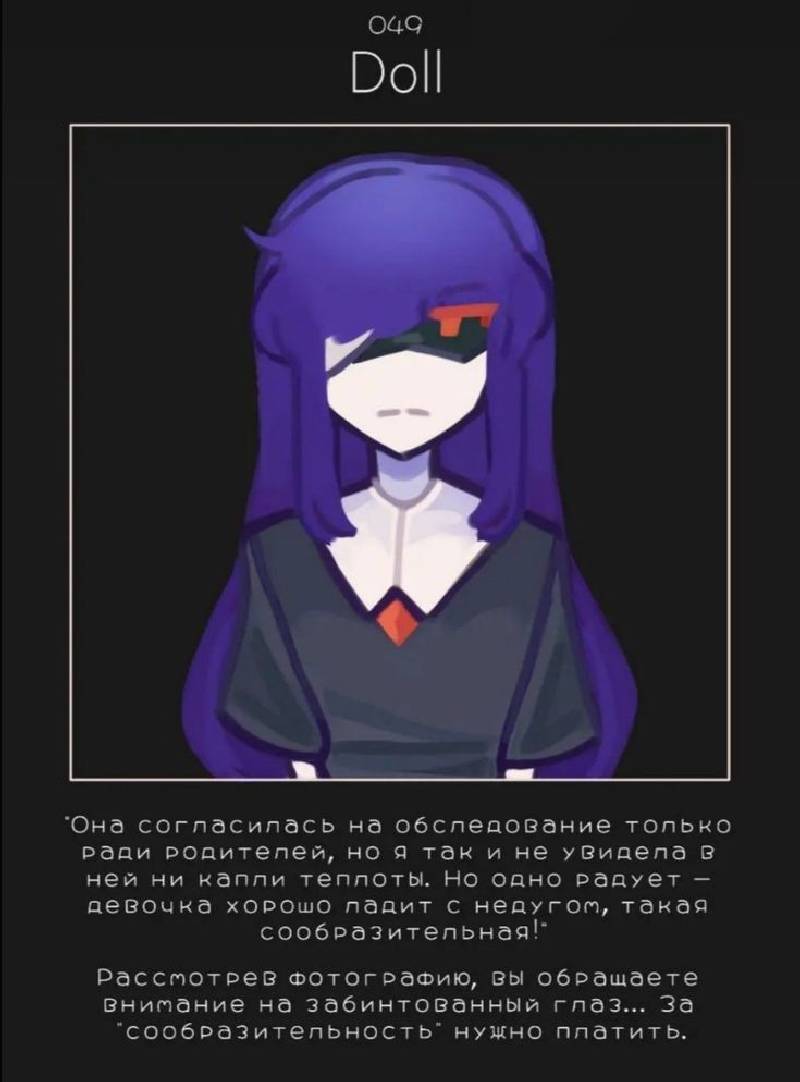 049
Doll
"Она согласилась на обследование только
ради родителей, но я так и не увидела в
ней ни капли теплоты. Но одно радует —
девочка хорошо ладит с недугом, такая
сообразительная!"
Рассмотрев фотографию, вы обращаете
внимание на забинтованный глаз... За
"сообразительность" нужно платить.